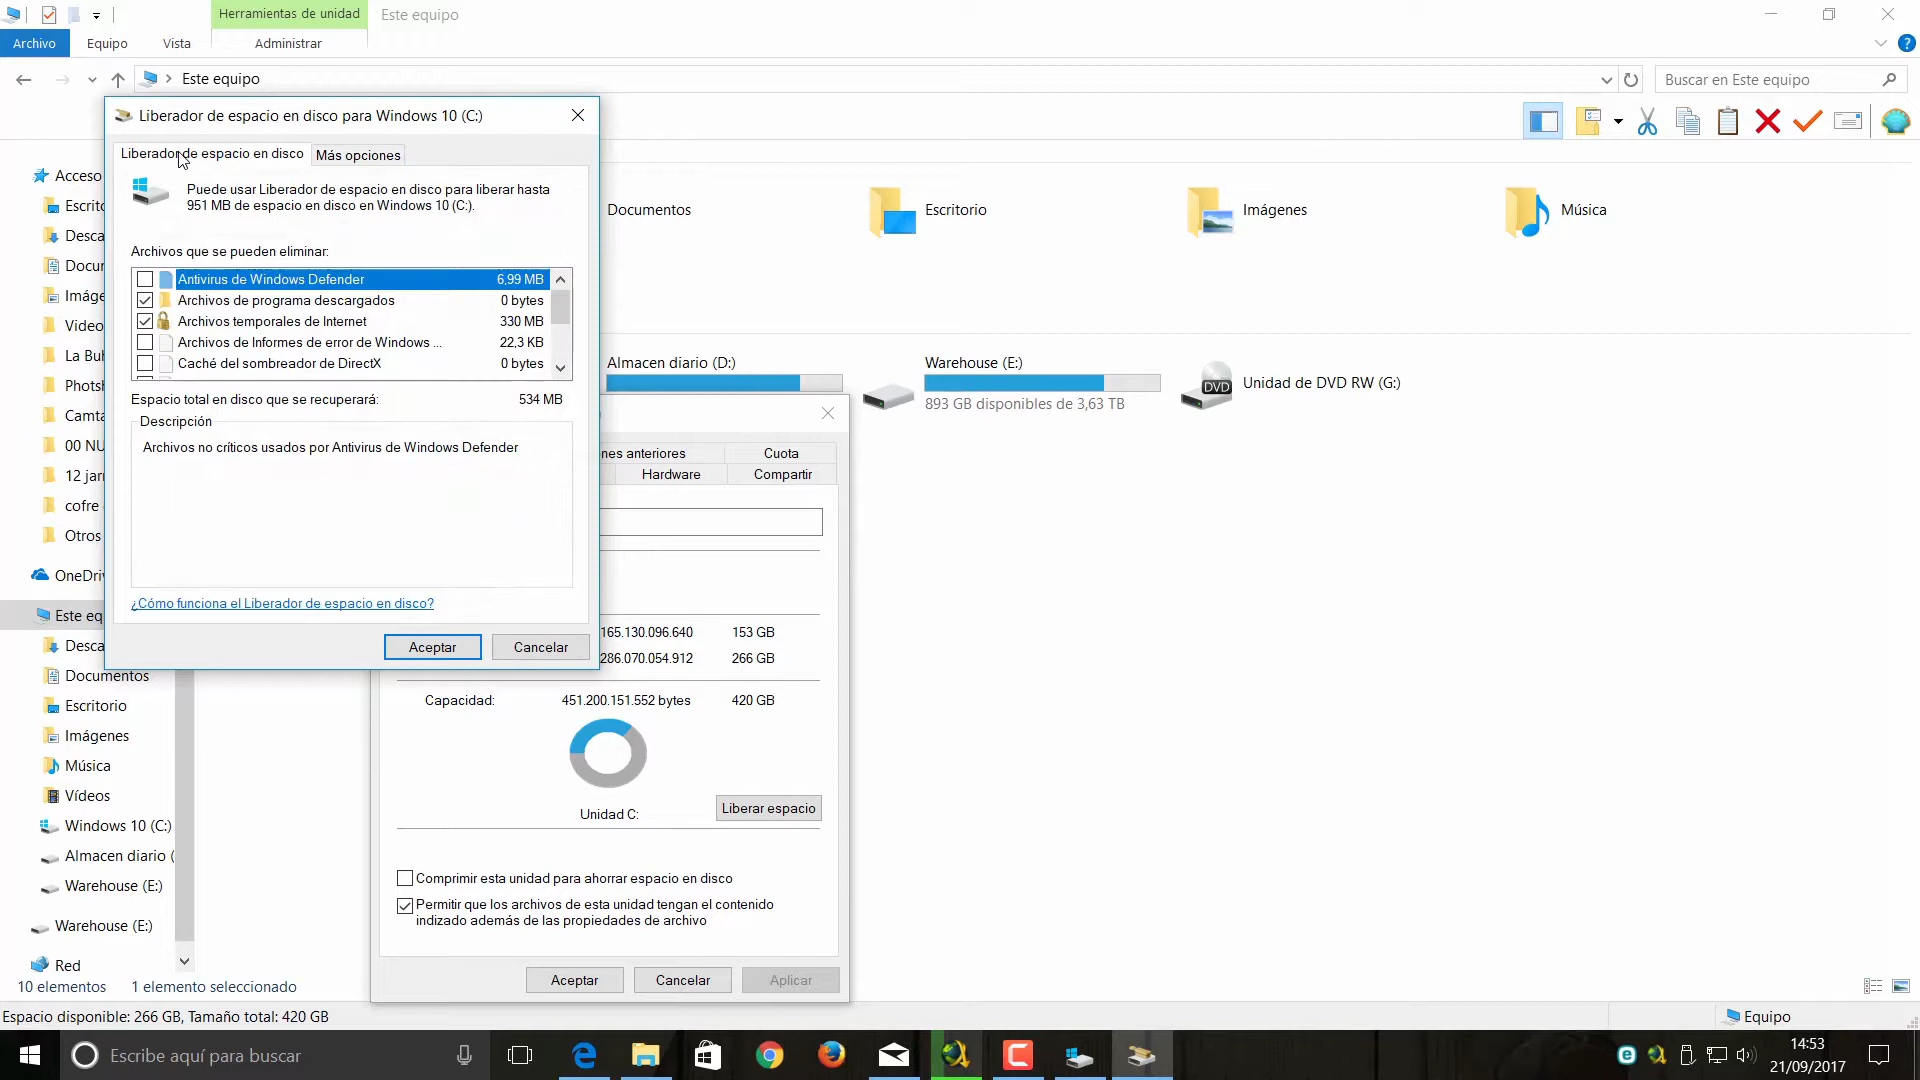 Herramientas de unidad
Este equipo
Archivo
Equipo
Vista
Administrar
Este equipo
Buscar en Este equipo
Liberador de espacio en disco para Windows 10 (C:)
Liberador de espacio en disco
Más opciones
Puede usar Liberador de espacio en disco para liberar hasta
951 MB de espacio en disco en Windows 10 (C:).
Archivos que se pueden eliminar:
Antivirus de Windows Defender 6,99 MB
Archivos de programa descargados 0 bytes
Archivos temporales de Internet 330 MB
Archivos de Informes de error de Windows ... 22,3 KB
Caché del sombreador de DirectX 0 bytes
Espacio total en disco que se recuperará: 534 MB
Descripción
Archivos no críticos usados por Antivirus de Windows Defender
¿Cómo funciona el Liberador de espacio en disco?
Aceptar
Cancelar
Acceso
Escrito
Desca
Docur
Imáge
Video
La Buh
Photsh
Camta
00 NU
12 jarr
cofre
Otros
OneDriv
Este eq
Desca
Documentos
Escritorio
Imágenes
Música
Vídeos
Windows 10 (C:)
Almacen diario (
Warehouse (E:)
Warehouse (E:)
Red
Documentos
Escritorio
Imágenes
Música
Almacen diario (D:)
Warehouse (E:)
893 GB disponibles de 3,63 TB
DVD
Unidad de DVD RW (G:)
nes anteriores
Cuota
Hardware
Compartir
165.130.096.640 153 GB
286.070.054.912 266 GB
Capacidad: 451.200.151.552 bytes 420 GB
Unidad C:
Liberar espacio
Comprimir esta unidad para ahorrar espacio en disco
Permitir que los archivos de esta unidad tengan el contenido
indizado además de las propiedades de archivo
Aceptar
Cancelar
Aplicar
10 elementos
1 elemento seleccionado
Espacio disponible: 266 GB, Tamaño total: 420 GB
Equipo
Escribe aquí para buscar
14:53
21/09/2017